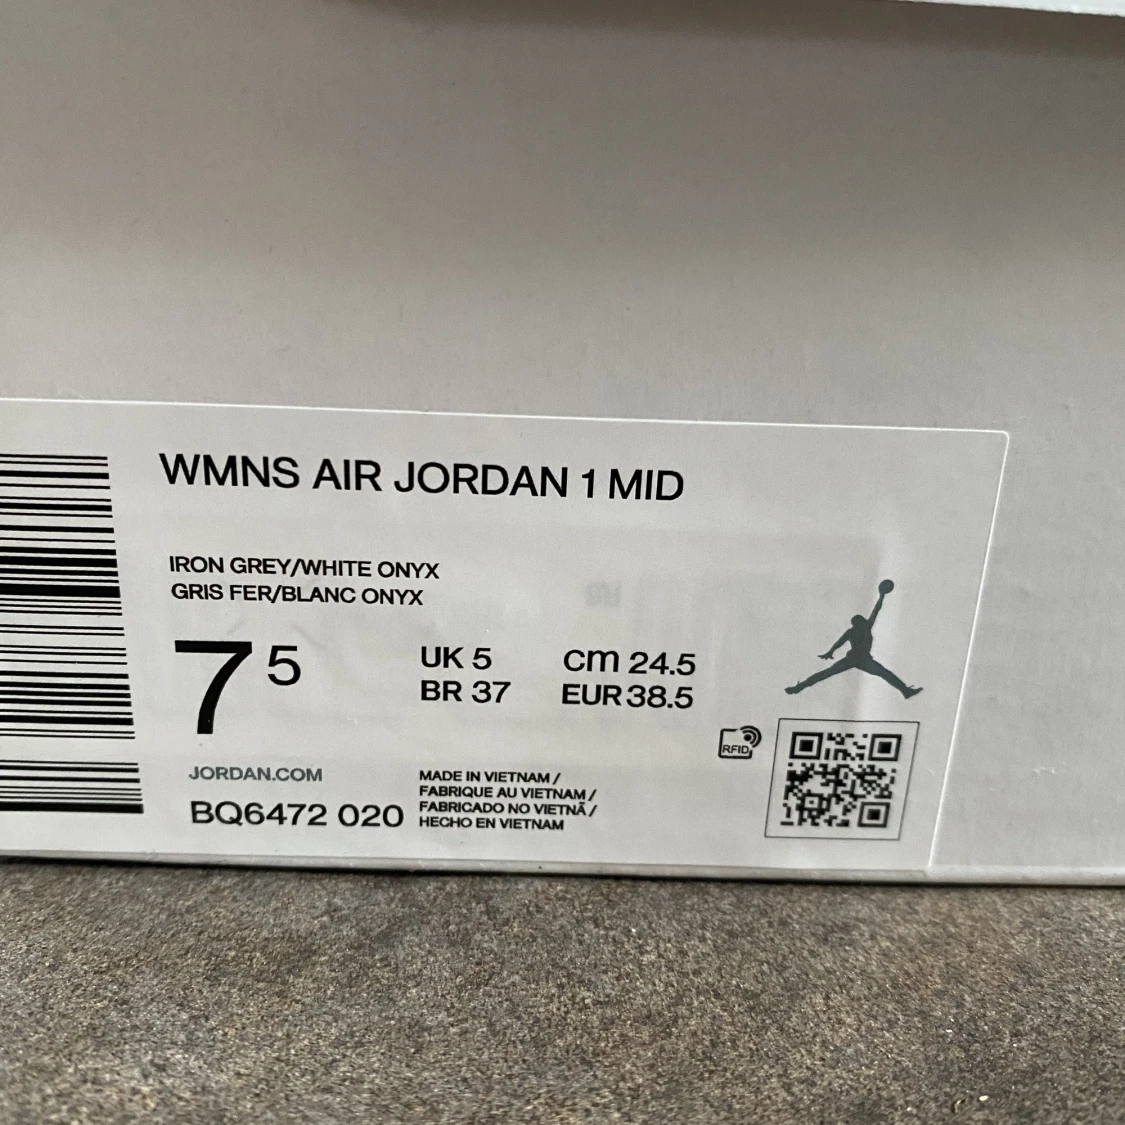 WMNS AIR JORDAN 1 MID
IRON GREY/WHITE ONYX
GRIS FER/BLANC ONYX
7 5
UK 5 cm 24.5
BR 37 EUR 38.5
RFID
JORDAN.COM
BQ6472 020
MADE IN VIETNAM /
FABRIQUE AU VIETNAM /
FABRICADO NO VIETNÃ /
HECHO EN VIETNAM